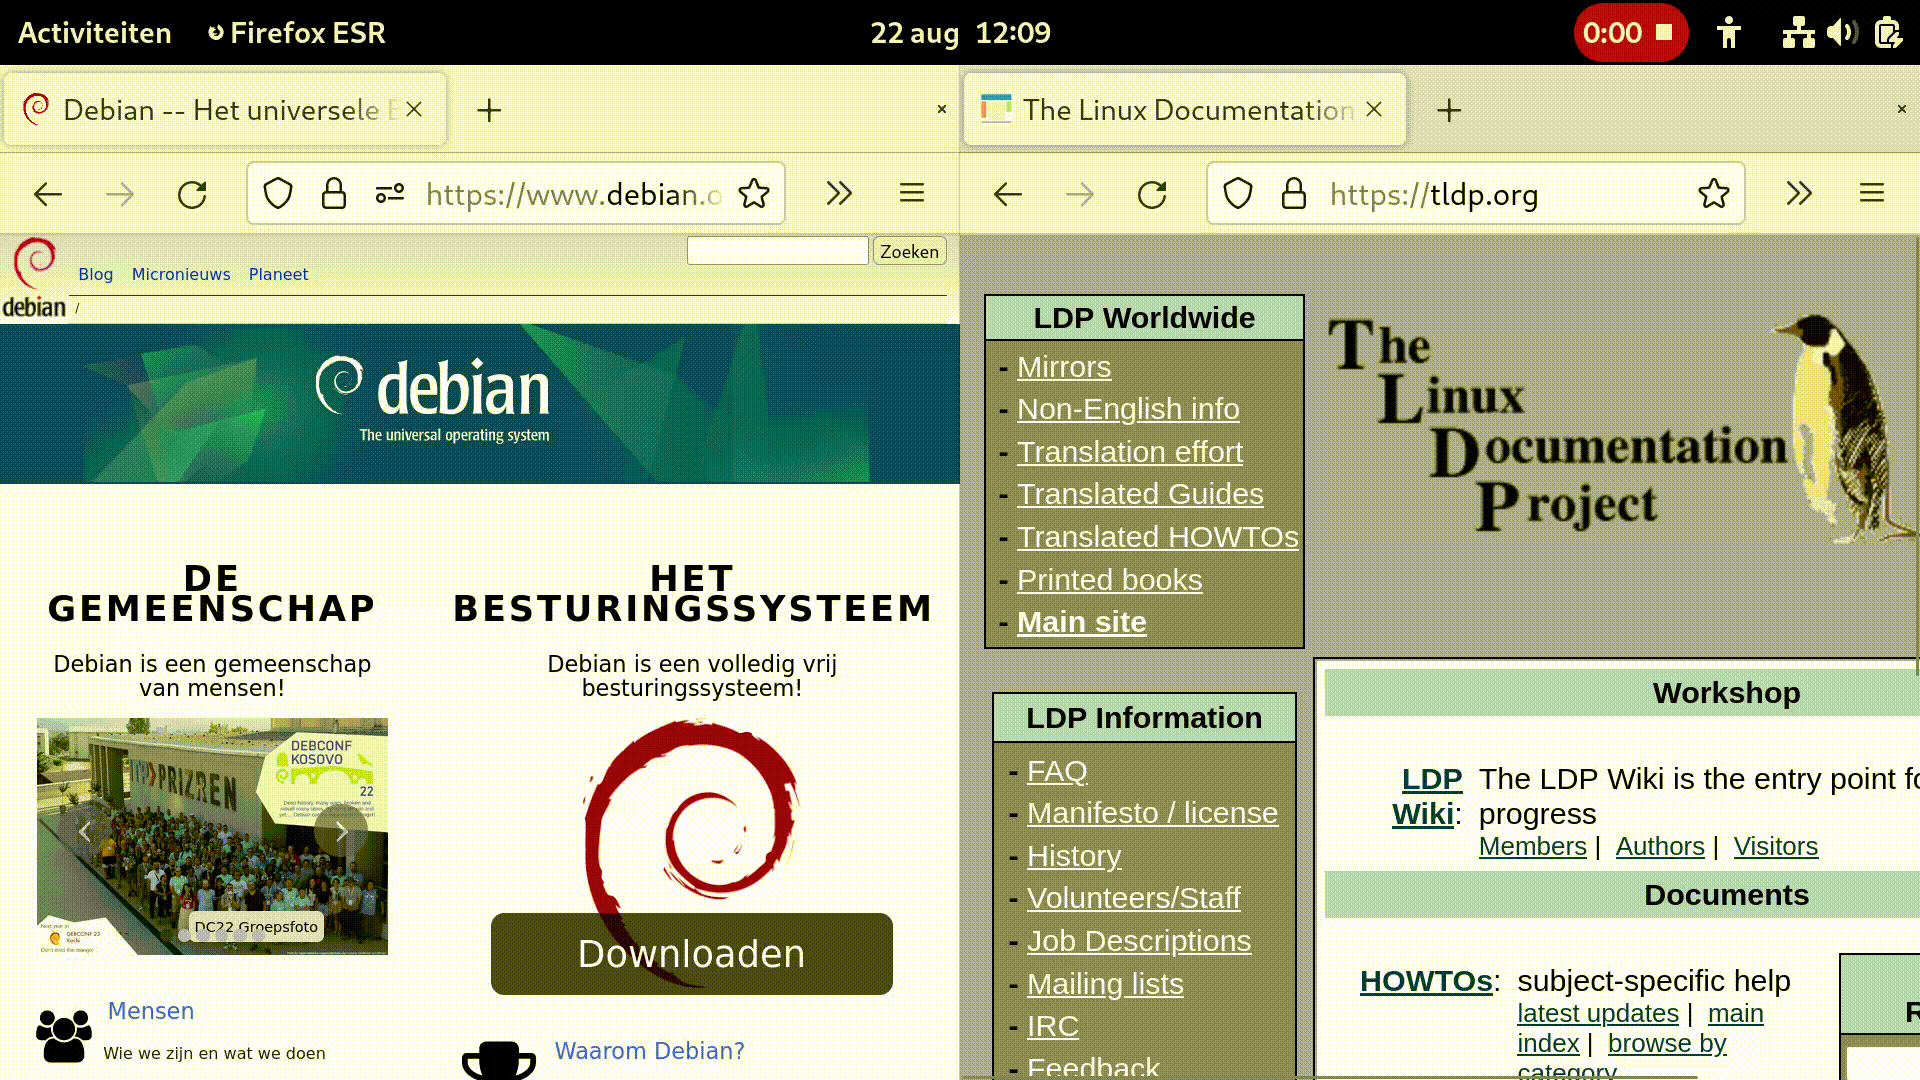 Activiteiten
Firefox ESR
22 aug 12:09
0:00
Debian -- Het universele
https://www.debian.o
Blog Micronieuws Planeet
Zoeken
debian
/
debian
The universal operating system
DE
GEMEENSCHAP
Debian is een gemeenschap
van mensen!
PRIZREN
DEBCONF
KOSOVO
22
DC22 Groepsfoto
Mensen
Wie we zijn en wat we doen
HET
BESTURINGSSYSTEEM
Debian is een volledig vrij
besturingssysteem!
Downloaden
Waarom Debian?
The Linux Documentation
https://tldp.org
LDP Worldwide
- Mirrors
- Non-English info
- Translation effort
- Translated Guides
- Translated HOWTOs
- Printed books
- Main site
LDP Information
- FAQ
- Manifesto / license
- History
- Volunteers/Staff
- Job Descriptions
- Mailing lists
- IRC
- Feedback
The
Linux
Documentation
Project
Workshop
LDP Wiki: The LDP Wiki is the entry point fo
progress
Members | Authors | Visitors
Documents
HOWTOs: subject-specific help
latest updates | main
index | browse by
category
R